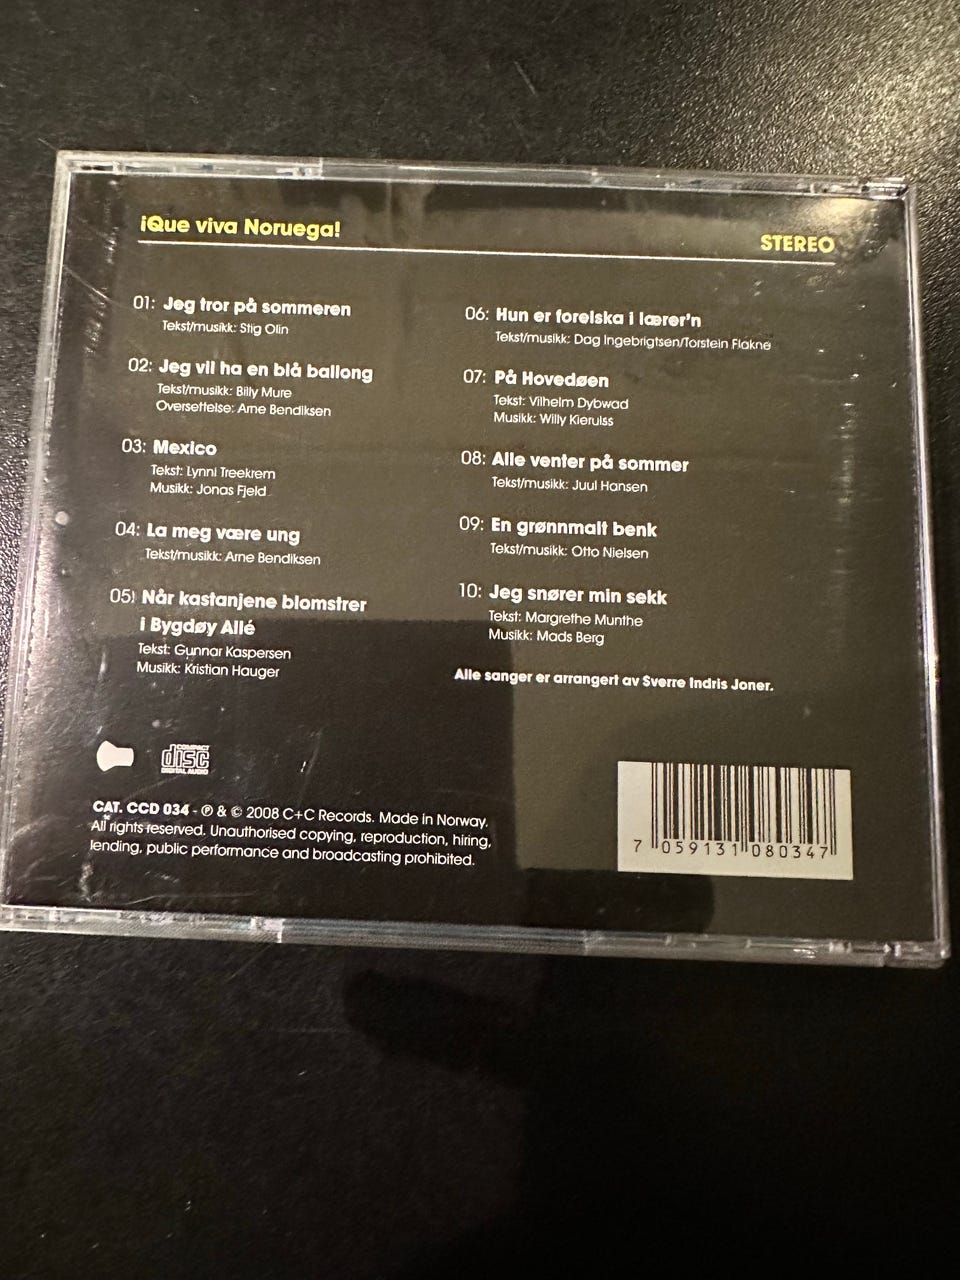 ¡Que viva Noruega!
STEREO
01: Jeg tror på sommeren
Tekst/musikk: Stig Olin
02: Jeg vil ha en blå ballong
Tekst/musikk: Billy Mure
Oversettelse: Arne Bendiksen
03: Mexico
Tekst: Lynni Treekrem
Musikk: Jonas Fjeld
04: La meg være ung
Tekst/musikk: Arne Bendiksen
05: Når kastanjene blomstrer
i Bygdøy Allé
Tekst: Gunnar Kaspersen
Musikk: Kristian Hauger
06: Hun er forelska i lærer'n
Tekst/musikk: Dag Ingebrigtsen/Torstein Flakne
07: På Hovedøen
Tekst: Vilhelm Dybwad
Musikk: Willy Kierulss
08: Alle venter på sommer
Tekst/musikk: Juul Hansen
09: En grønnmalt benk
Tekst/musikk: Otto Nielsen
10: Jeg snører min sekk
Tekst: Margrethe Munthe
Musikk: Mads Berg
Alle sanger er arrangert av Sverre Indris Joner.
COMPACT
disc
DIGITAL AUDIO
CAT. CCD 034 - ℗ & © 2008 C+C Records. Made in Norway.
All rights reserved. Unauthorised copying, reproduction, hiring,
lending, public performance and broadcasting prohibited.
7 059131 080347